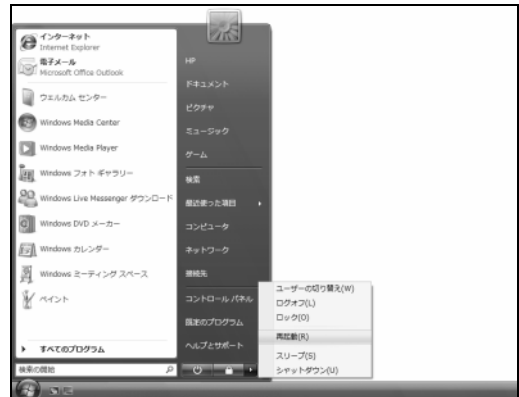 インターネット
Internet Explorer
電子メール
Microsoft Office Outlook
ウェルカム センター
Windows Media Center
Windows Media Player
Windows フォト ギャラリー
Windows Live Messenger ダウンロード
Windows DVD メーカー
Windows カレンダー
Windows ミーティング スペース
ペイント
すべてのプログラム
検索の開始
HP
ドキュメント
ピクチャ
ミュージック
ゲーム
検索
最近使った項目
コンピュータ
ネットワーク
接続先
コントロール パネル
既定のプログラム
ヘルプとサポート
ユーザーの切り替え(W)
ログオフ(L)
ロック(O)
再起動(R)
スリープ(S)
シャットダウン(U)